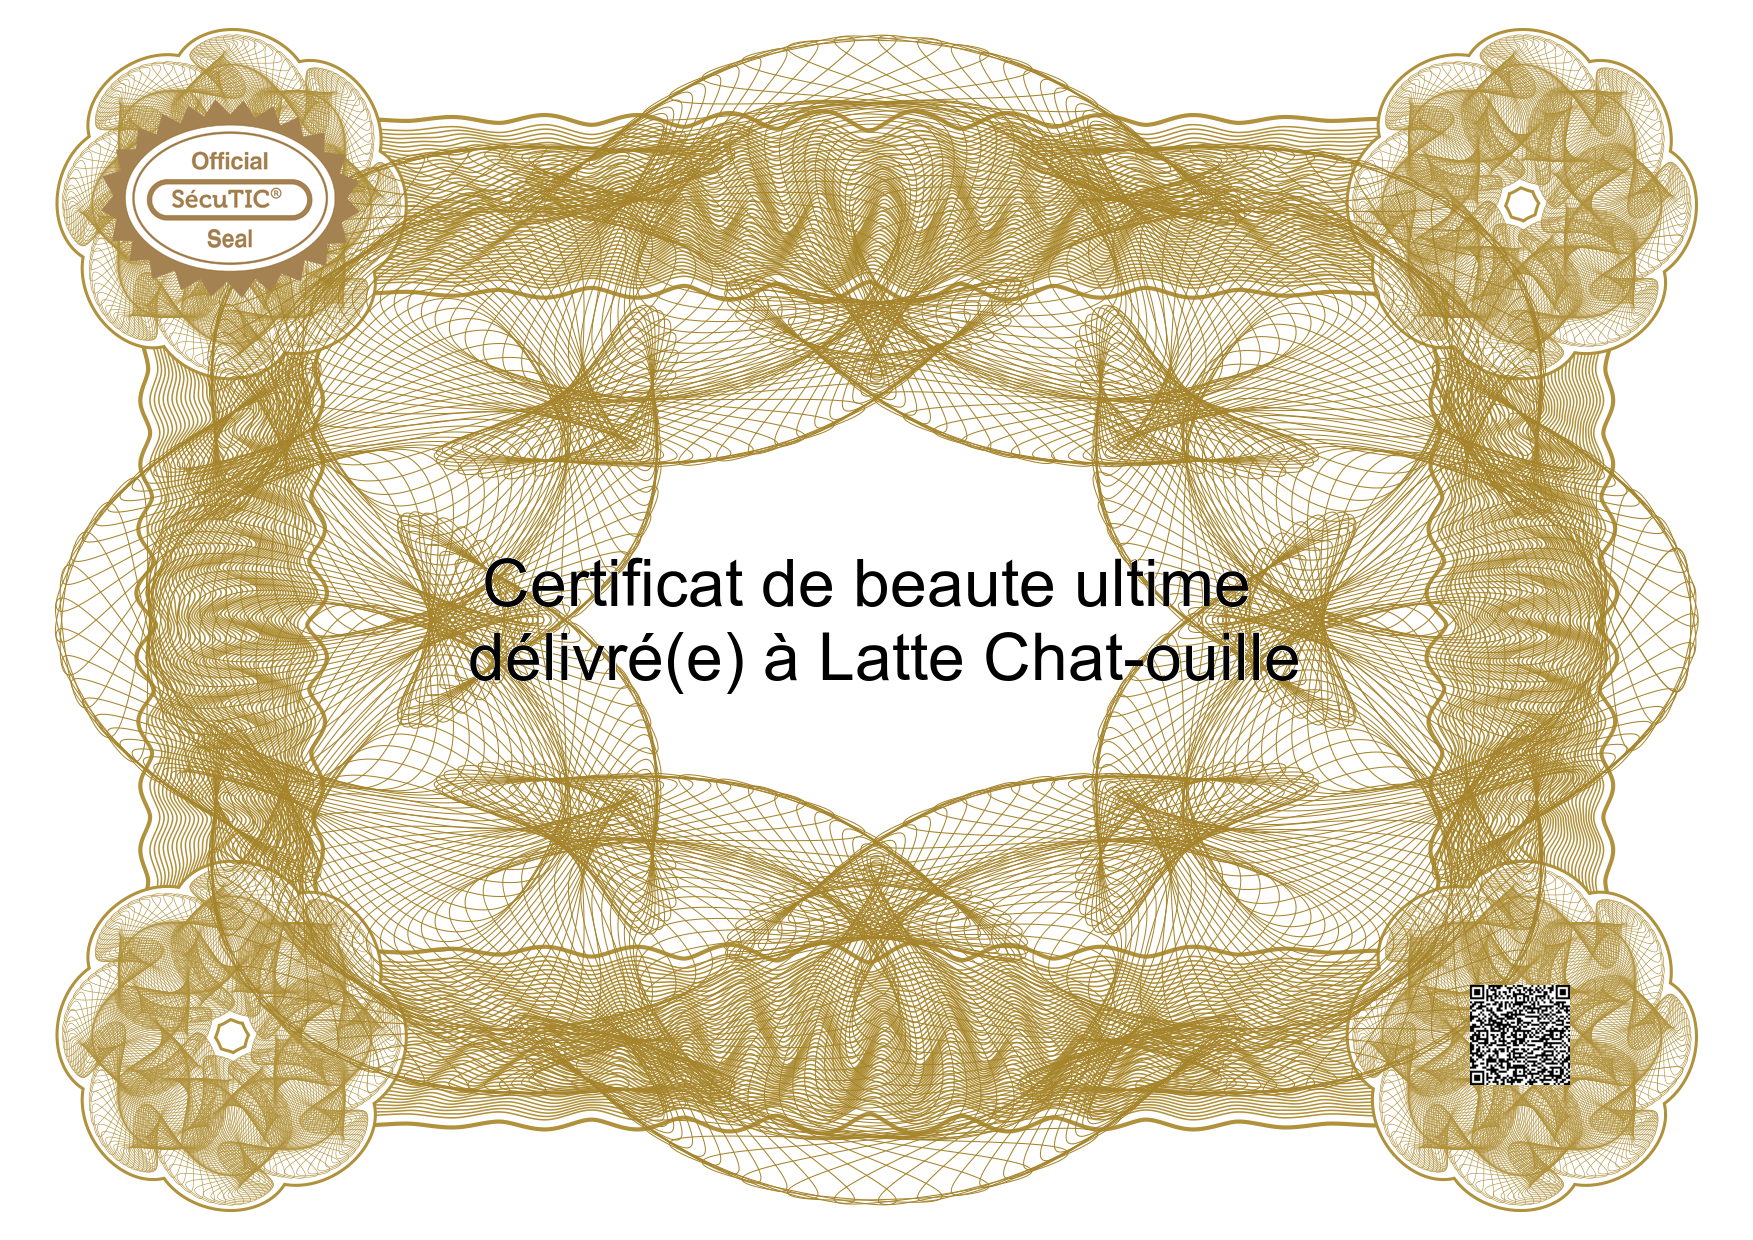 Official
SécuTIC®
Seal
Certificat de beaute ultime
délivré(e) à Latte Chat-ouille